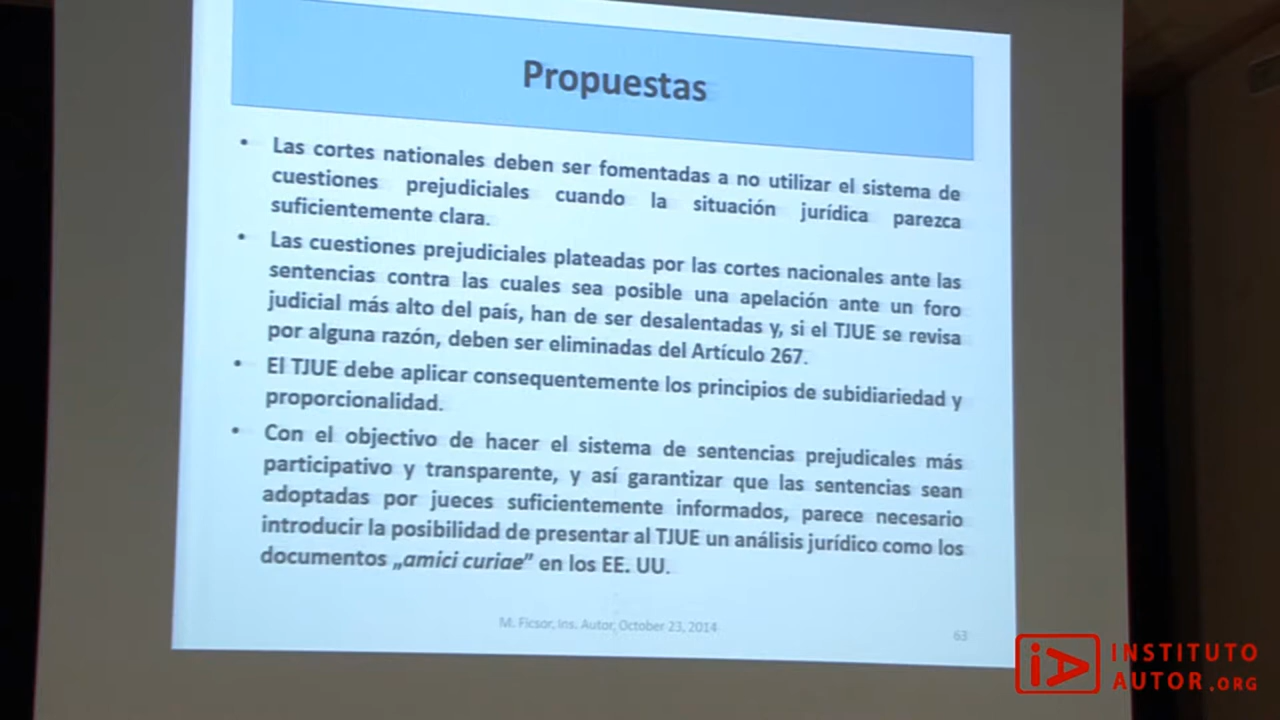 Propuestas
• Las cortes nationales deben ser fomentadas a no utilizar el sistema de
cuestiones prejudiciales cuando la situación jurídica parezca
suficientemente clara.
• Las cuestiones prejudiciales plateadas por las cortes nacionales ante las
sentencias contra las cuales sea posible una apelación ante un foro
judicial más alto del país, han de ser desalentadas y, si el TJUE se revisa
por alguna razón, deben ser eliminadas del Artículo 267.
• El TJUE debe aplicar consequentemente los principios de subidiariedad y
proporcionalidad.
• Con el objectivo de hacer el sistema de sentencias prejudicales más
participativo y transparente, y así garantizar que las sentencias sean
adoptadas por jueces suficientemente informados, parece necesario
introducir la posibilidad de presentar al TJUE un análisis jurídico como los
documentos „amici curiae” en los EE. UU.
M. Ficsor, Ins. Autor, October 23, 2014
63
iA INSTITUTO
AUTOR.ORG